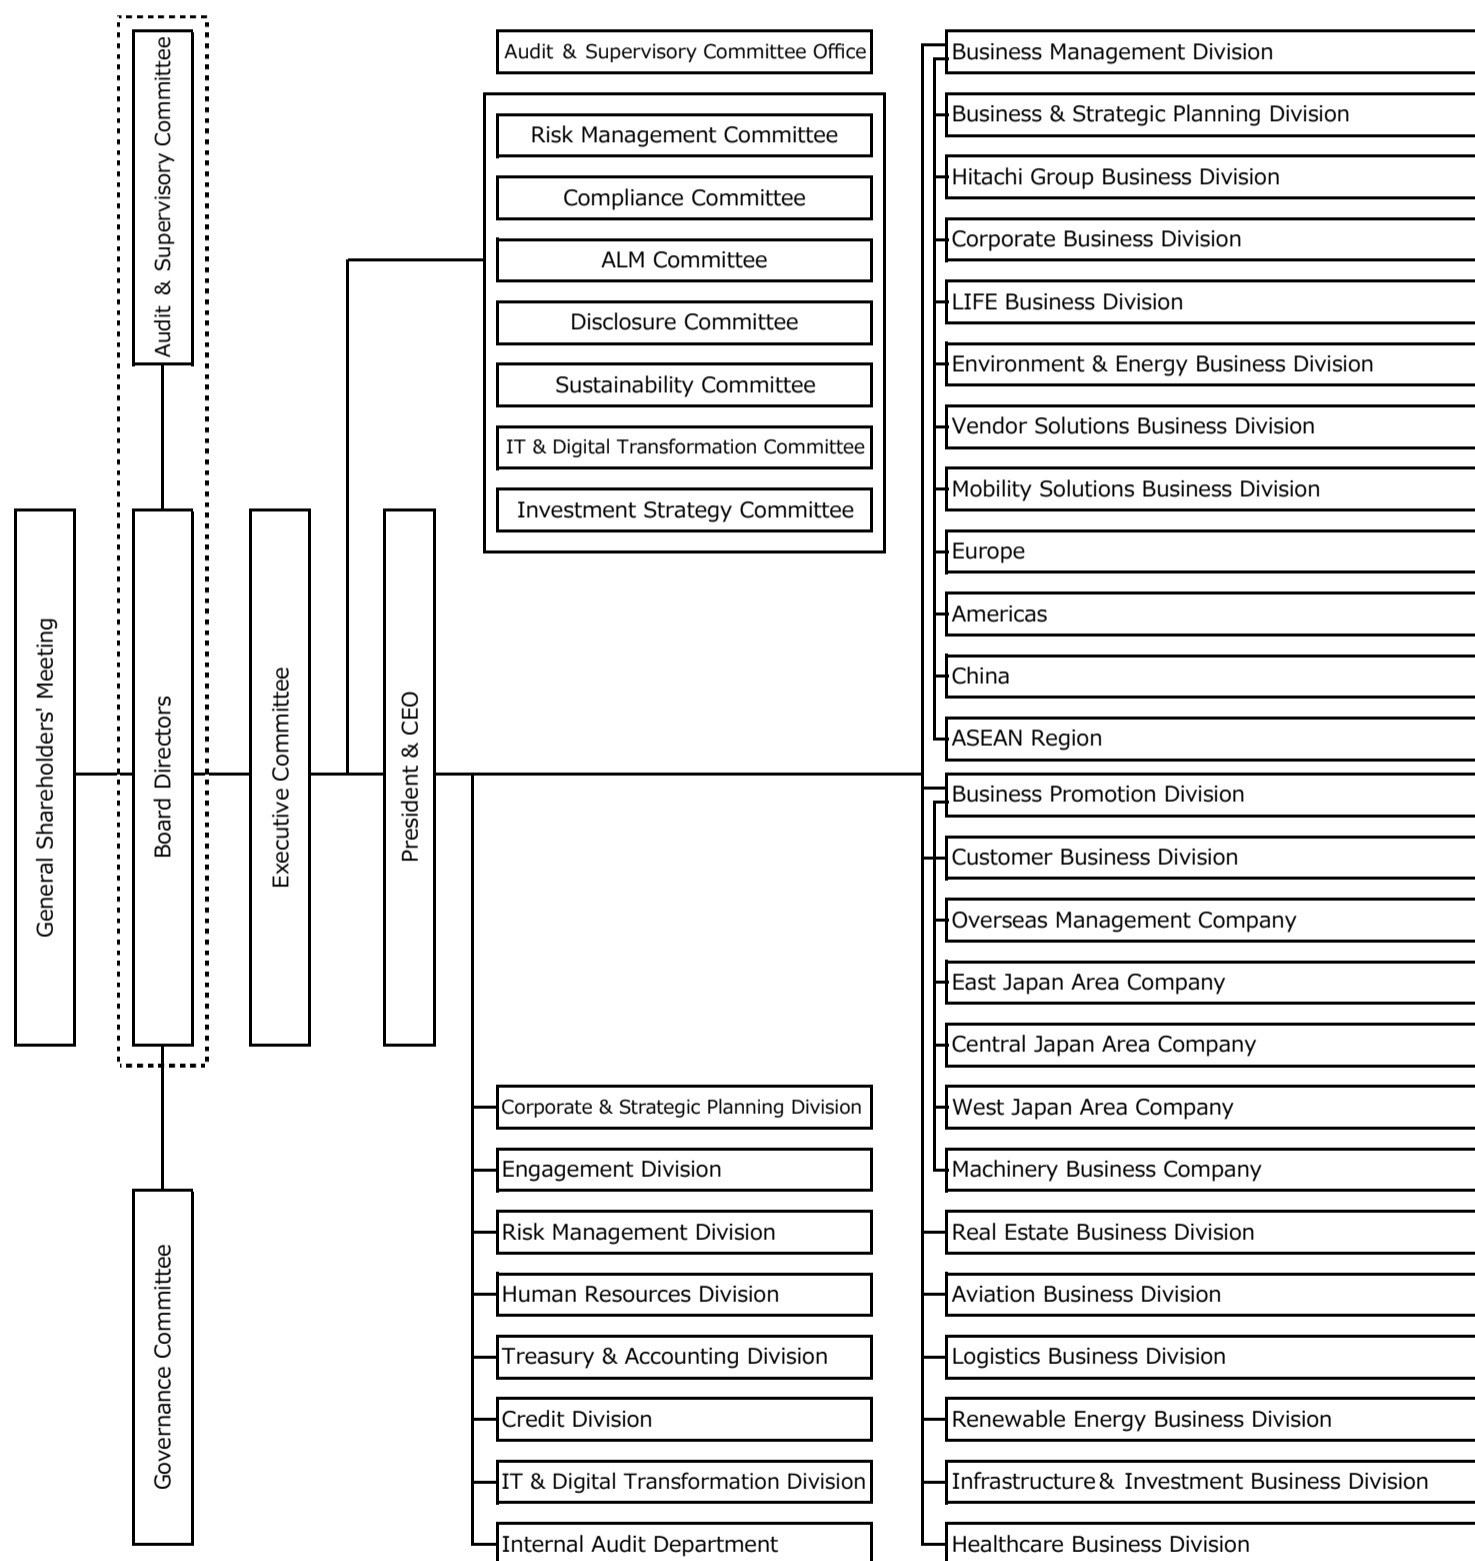 General Shareholders' Meeting
Audit & Supervisory Committee
Board Directors
Governance Committee
Executive Committee
President & CEO
Audit & Supervisory Committee Office
Risk Management Committee
Compliance Committee
ALM Committee
Disclosure Committee
Sustainability Committee
IT & Digital Transformation Committee
Investment Strategy Committee
Corporate & Strategic Planning Division
Engagement Division
Risk Management Division
Human Resources Division
Treasury & Accounting Division
Credit Division
IT & Digital Transformation Division
Internal Audit Department
Business Management Division
Business & Strategic Planning Division
Hitachi Group Business Division
Corporate Business Division
LIFE Business Division
Environment & Energy Business Division
Vendor Solutions Business Division
Mobility Solutions Business Division
Europe
Americas
China
ASEAN Region
Business Promotion Division
Customer Business Division
Overseas Management Company
East Japan Area Company
Central Japan Area Company
West Japan Area Company
Machinery Business Company
Real Estate Business Division
Aviation Business Division
Logistics Business Division
Renewable Energy Business Division
Infrastructure & Investment Business Division
Healthcare Business Division